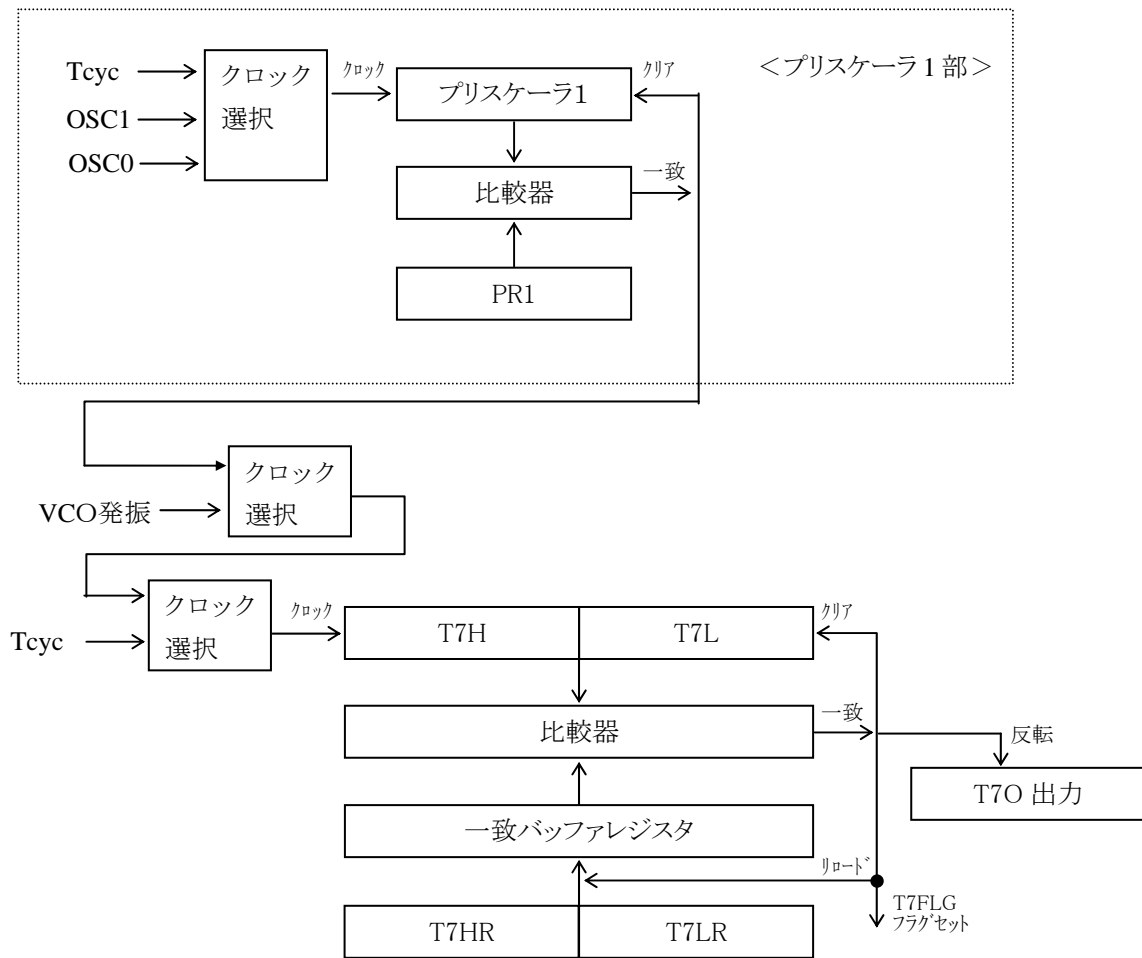 <プリスケーラ1部>
Tcyc
OSC1
OSC0
クロック
選択
クロック
プリスケーラ1
クリア
比較器
一致
PR1
VCO発振
クロック
選択
Tcyc
クロック
選択
クロック
T7H
T7L
クリア
比較器
一致
反転
T7O 出力
一致バッファレジスタ
リロード
T7FLG
フラグセット
T7HR
T7LR